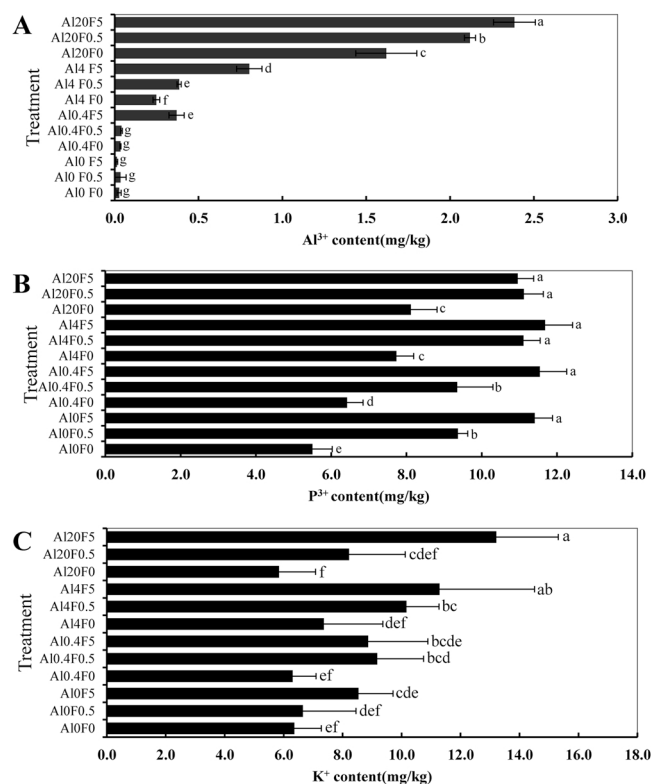 A
Treatment
Al20F5 a
Al20F0.5 b
Al20F0 c
Al4 F5 d
Al4 F0.5 e
Al4 F0 f
Al0.4F5 e
Al0.4F0.5 g
Al0.4F0 g
Al0 F5 g
Al0 F0.5 g
Al0 F0 g
0.0 0.5 1.0 1.5 2.0 2.5 3.0
Al³⁺ content(mg/kg)
B
Treatment
Al20F5 a
Al20F0.5 a
Al20F0 c
Al4F5 a
Al4F0.5 a
Al4F0 c
Al0.4F5 a
Al0.4F0.5 b
Al0.4F0 d
Al0F5 a
Al0F0.5 b
Al0F0 e
0.0 2.0 4.0 6.0 8.0 10.0 12.0 14.0
P³⁺ content(mg/kg)
C
Treatment
Al20F5 a
Al20F0.5 cdef
Al20F0 f
Al4F5 ab
Al4F0.5 bc
Al4F0 def
Al0.4F5 bcde
Al0.4F0.5 bcd
Al0.4F0 ef
Al0F5 cde
Al0F0.5 def
Al0F0 ef
0.0 2.0 4.0 6.0 8.0 10.0 12.0 14.0 16.0 18.0
K⁺ content(mg/kg)